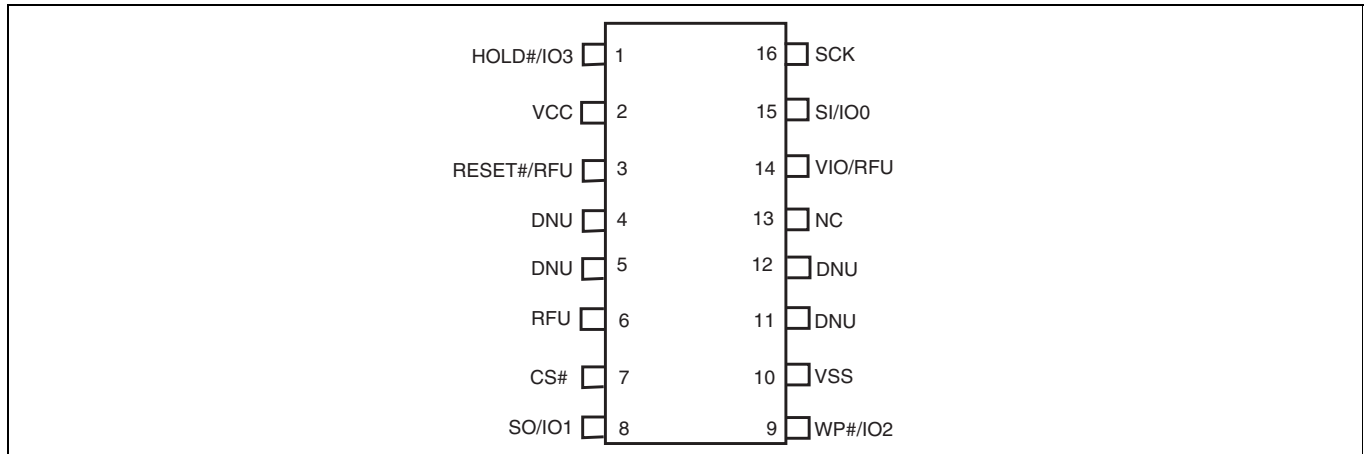 HOLD#/IO3 1 16 SCK
VCC 2 15 SI/IO0
RESET#/RFU 3 14 VIO/RFU
DNU 4 13 NC
DNU 5 12 DNU
RFU 6 11 DNU
CS# 7 10 VSS
SO/IO1 8 9 WP#/IO2